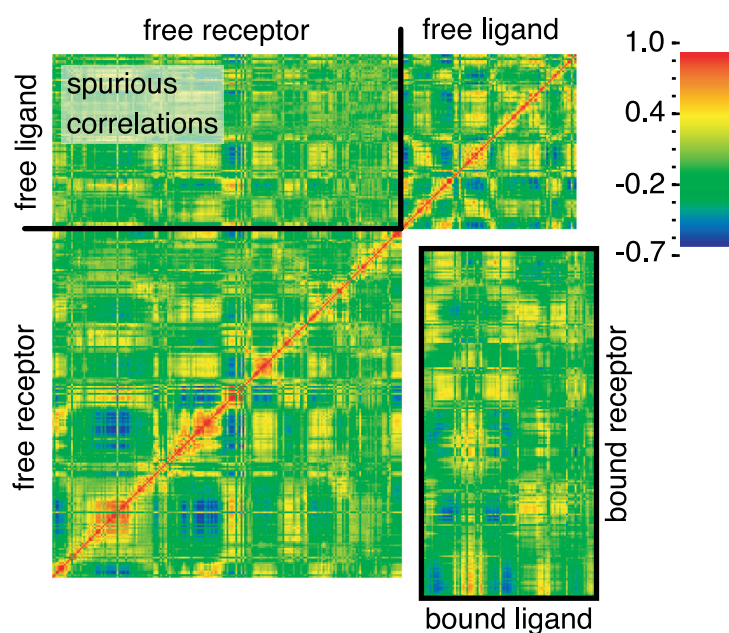 free receptor
free ligand
free ligand
spurious
correlations
1.0
0.4
-0.2
-0.7
free receptor
bound receptor
bound ligand